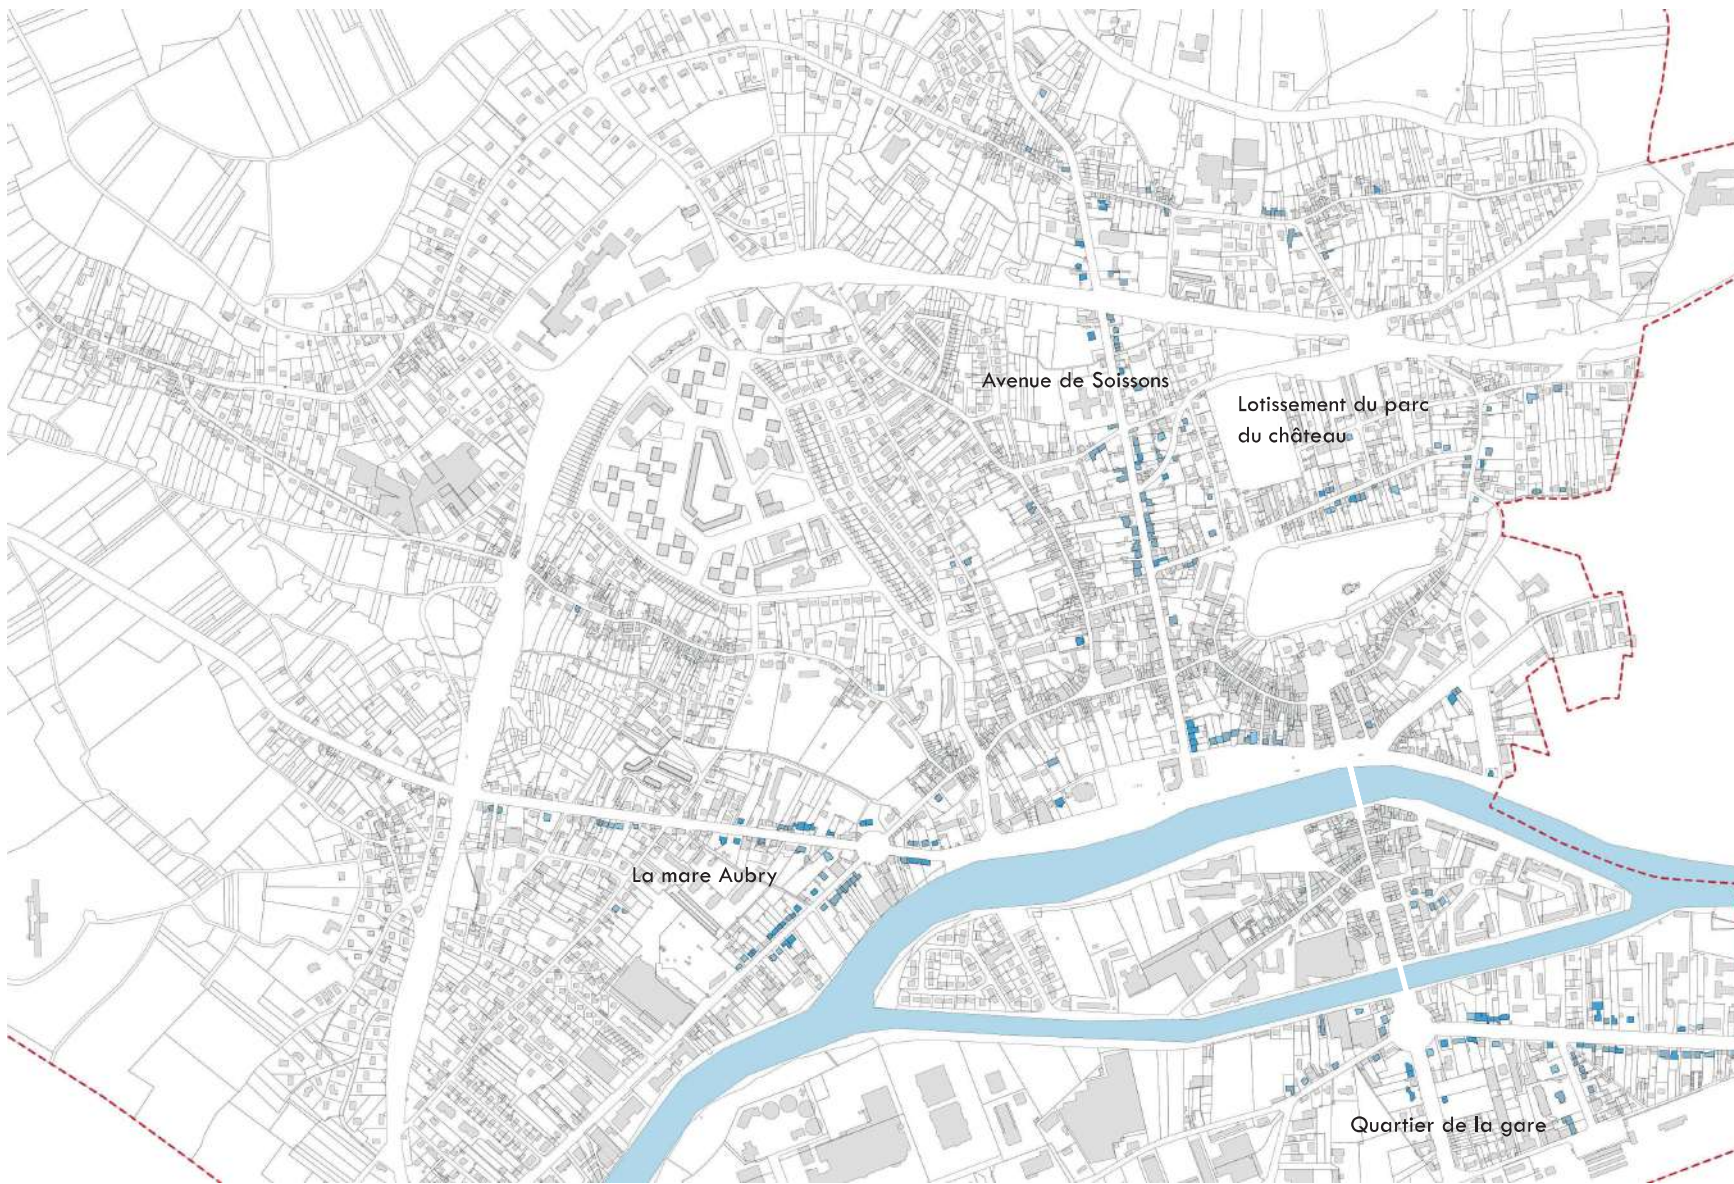 Avenue de Soissons
Lotissement du parc
du château
La mare Aubry
Quartier de la gare